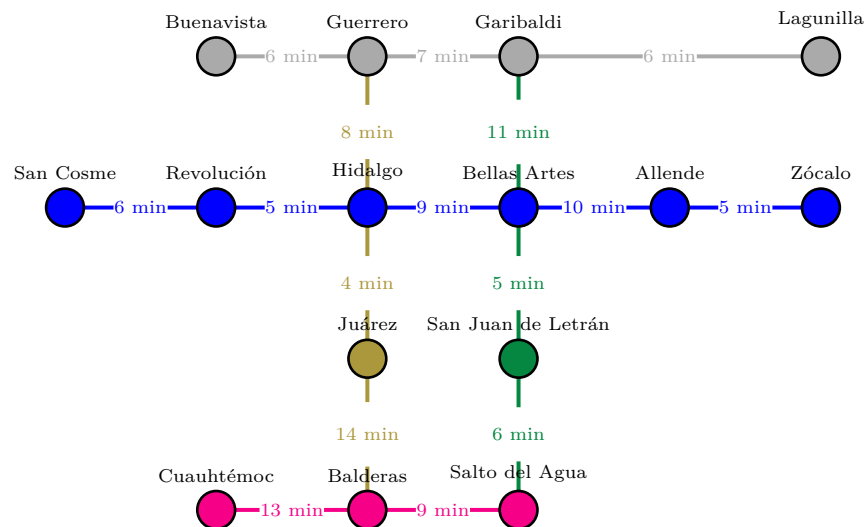 Buenavista
Guerrero
Garibaldi
Lagunilla
6 min
7 min
6 min
8 min
11 min
San Cosme
Revolución
Hidalgo
Bellas Artes
Allende
Zócalo
6 min
5 min
9 min
10 min
5 min
4 min
5 min
Juárez
San Juan de Letrán
14 min
6 min
Cuauhtémoc
Balderas
Salto del Agua
13 min
9 min